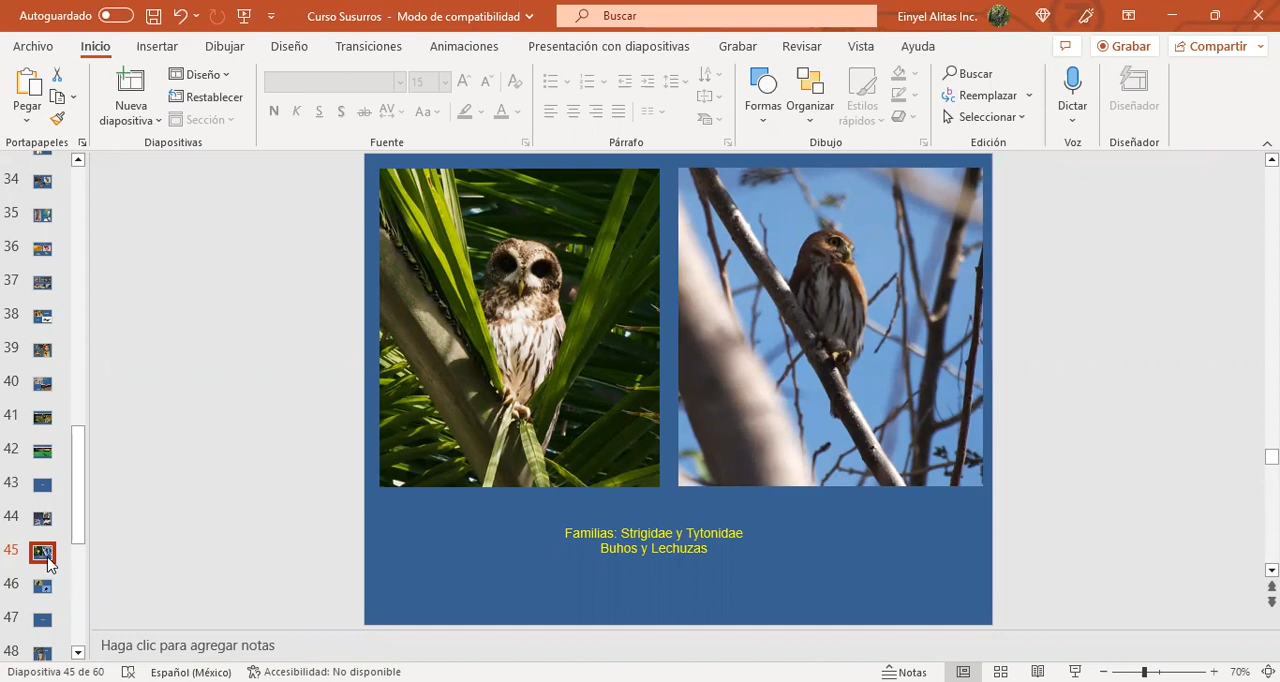 Autoguardado
Curso Susurros - Modo de compatibilidad
Buscar
Einyel Alitas Inc.
Archivo Inicio Insertar Dibujar Diseño Transiciones Animaciones Presentación con diapositivas Grabar Revisar Vista Ayuda
Grabar
Compartir
Pegar
Nueva
diapositiva
Diseño
Restablecer
Sección
15
N K S S ab AV Aa A
Formas
Organizar
Estilos
rápidos
Buscar
Reemplazar
Seleccionar
Dictar
Diseñador
Portapapeles Diapositivas Fuente Párrafo Dibujo Edición Voz Diseñador
34
35
36
37
38
39
40
41
42
43
44
45
46
47
48
Familias: Strigidae y Tytonidae
Buhos y Lechuzas
Haga clic para agregar notas
Diapositiva 45 de 60
Español (México)
Accesibilidad: No disponible
Notas
70%